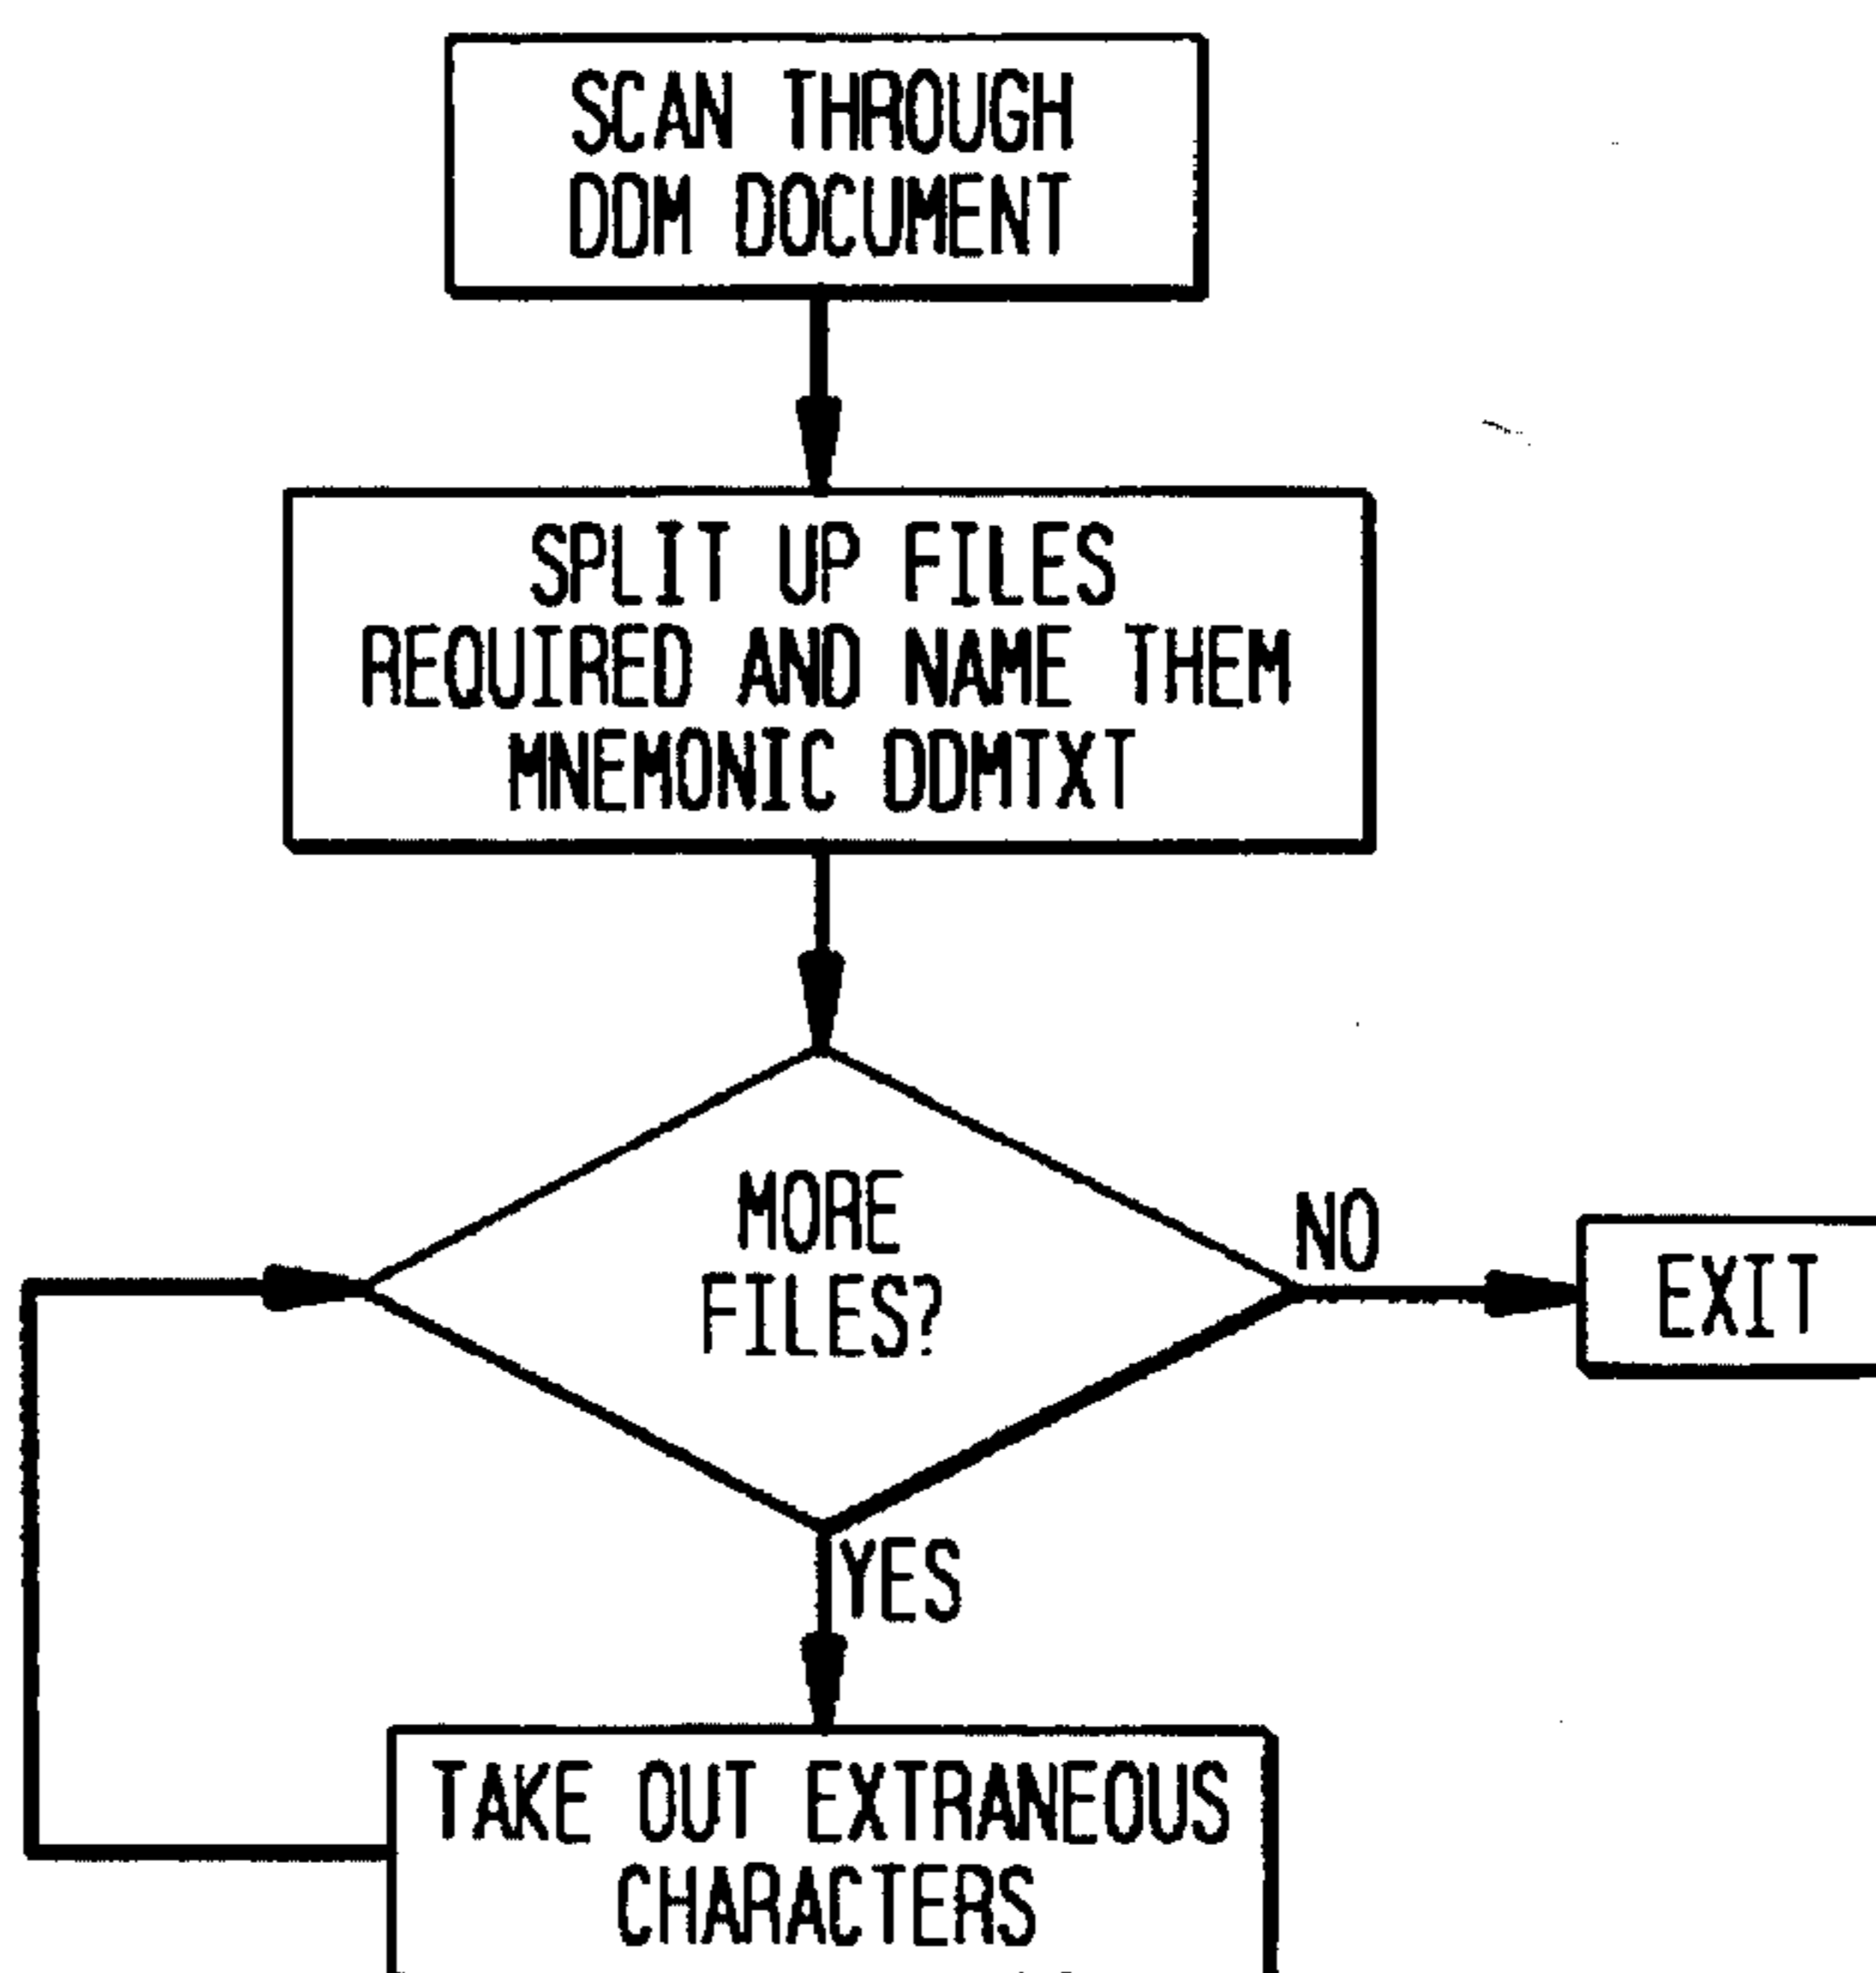 SCAN THROUGH
DDM DOCUMENT
SPLIT UP FILES
REQUIRED AND NAME THEM
MNEMONIC DDMTXT
MORE
FILES?
NO
EXIT
YES
TAKE OUT EXTRANEOUS
CHARACTERS